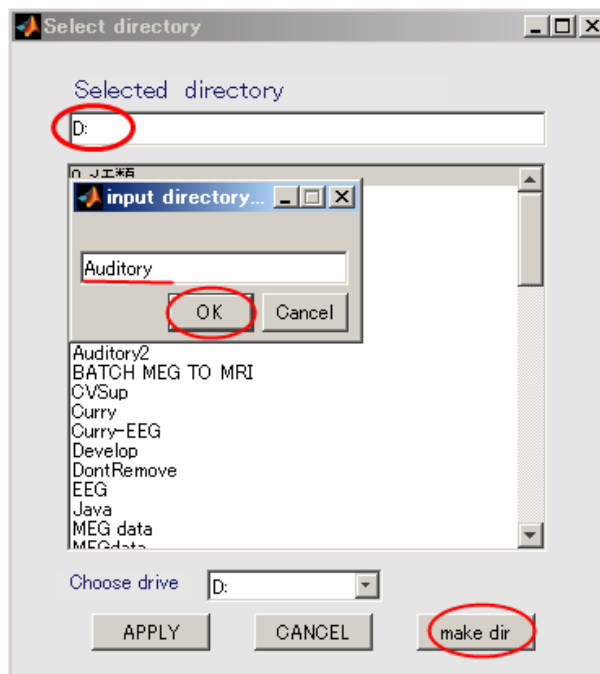 Select directory
Selected directory
D:
input directory...
Auditory
OK Cancel
Auditory2
BATCH MEG TO MRI
CVSup
Curry
Curry-EEG
Develop
DontRemove
EEG
Java
MEG data
MEGdata
Choose drive D:
APPLY CANCEL make dir